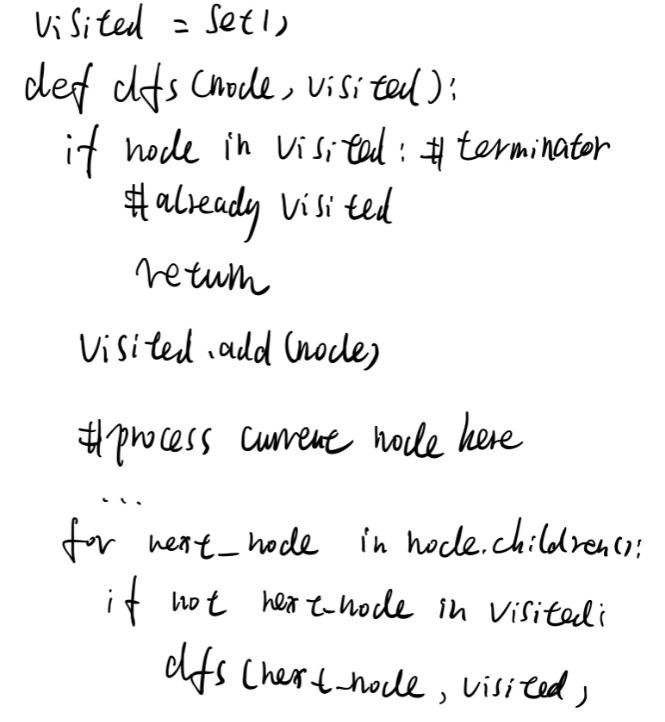 visited = set()
def dfs (node, visited):
if node in visited: # terminator
# already visited
return
visited.add(node)
# process current node here
...
for next_node in node.children():
if not next_node in visited:
dfs (next_node, visited)